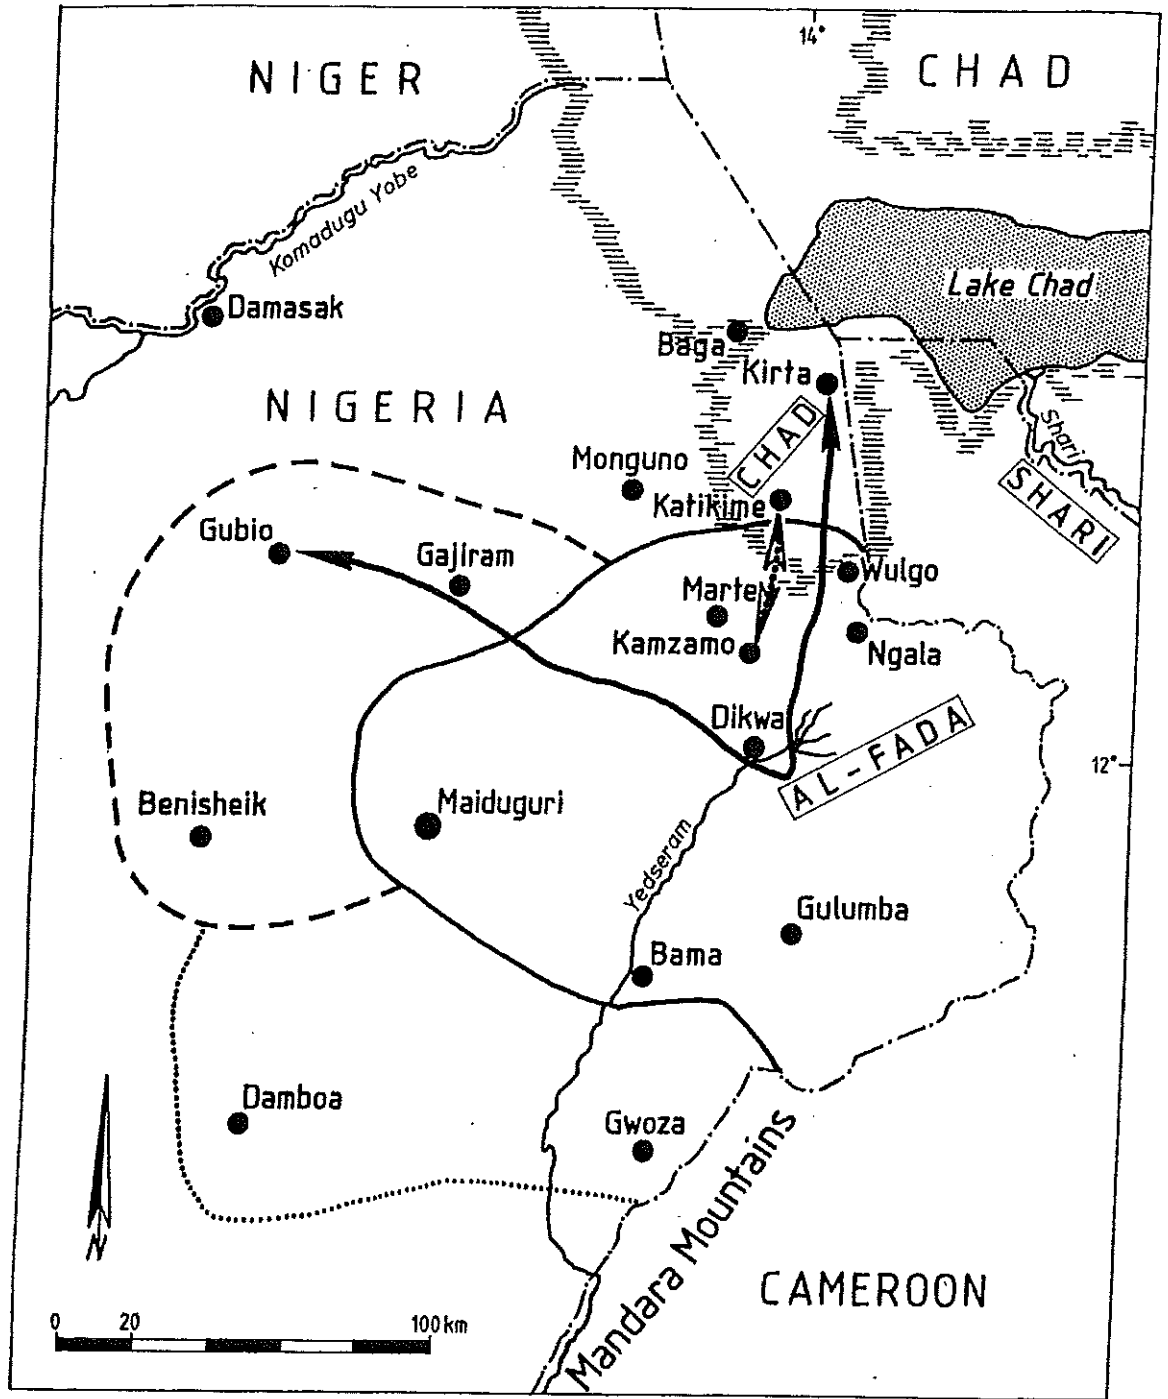 14°
NIGER
CHAD
Komadugu Yobe
Lake Chad
Damasak
Baga
Kirta
NIGERIA
CHAD
Shari
SHARI
Monguno
Katikime
Gubio
Gajiram
Wulgo
Marte
Kamzamo
Ngala
Dikwa
AL-FADA
12°
Benisheik
Maiduguri
Yedseram
Gulumba
Bama
Damboa
Gwoza
Mandara Mountains
N
CAMEROON
0 20 100 km